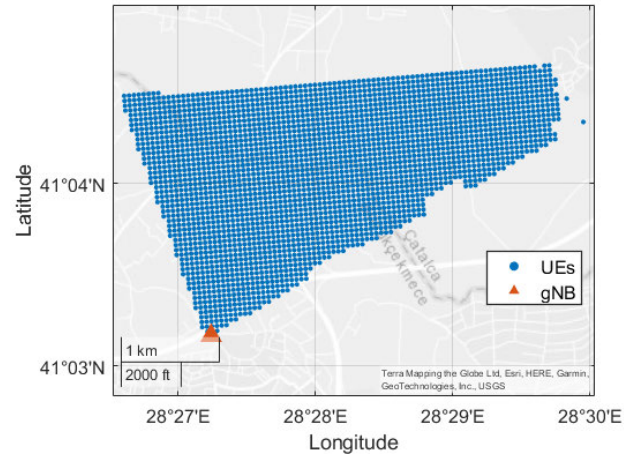 Latitude
41°04'N
41°03'N
Çatalca
kçekmece
UEs
gNB
1 km
2000 ft
Terra Mapping the Globe Ltd, Esri, HERE, Garmin,
GeoTechnologies, Inc., USGS
28°27'E
28°28'E
28°29'E
28°30'E
Longitude